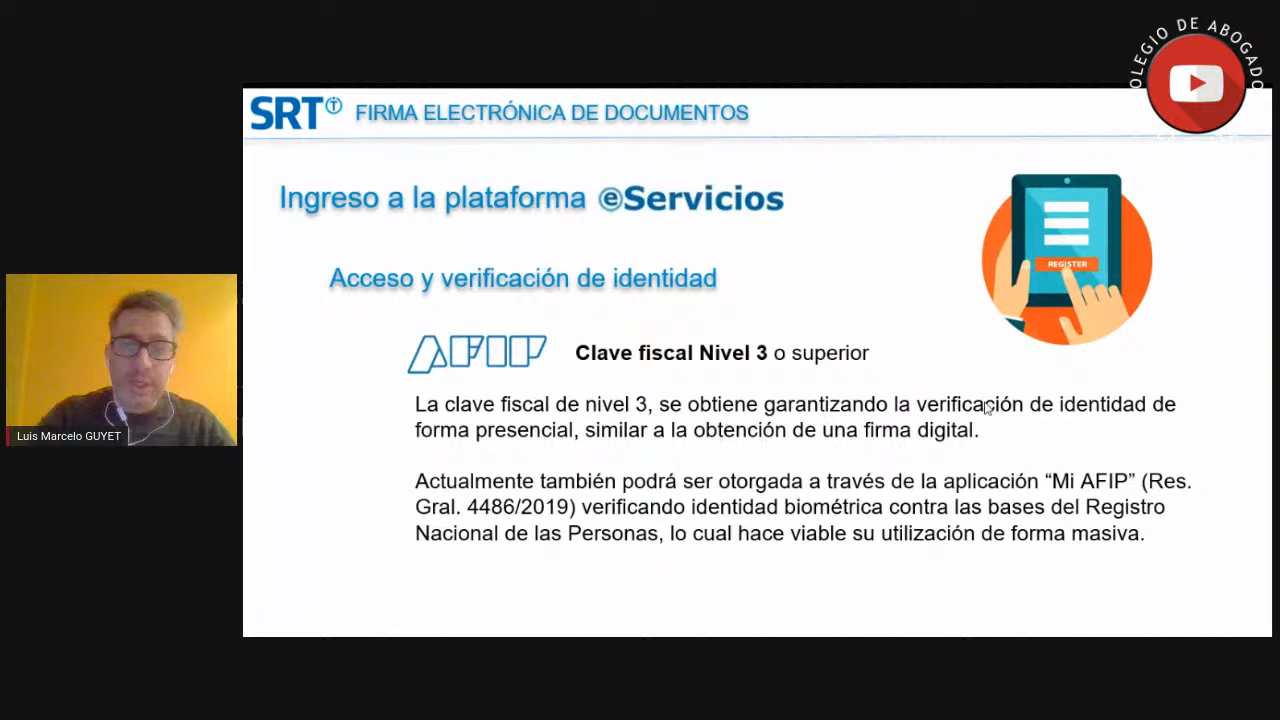 OLEGIO DE ABOGADO
SRT FIRMA ELECTRÓNICA DE DOCUMENTOS
Ingreso a la plataforma eServicios
REGISTER
Acceso y verificación de identidad
AFIP Clave fiscal Nivel 3 o superior
La clave fiscal de nivel 3, se obtiene garantizando la verificación de identidad de
forma presencial, similar a la obtención de una firma digital.
Luis Marcelo GUYET
Actualmente también podrá ser otorgada a través de la aplicación “Mi AFIP” (Res.
Gral. 4486/2019) verificando identidad biométrica contra las bases del Registro
Nacional de las Personas, lo cual hace viable su utilización de forma masiva.